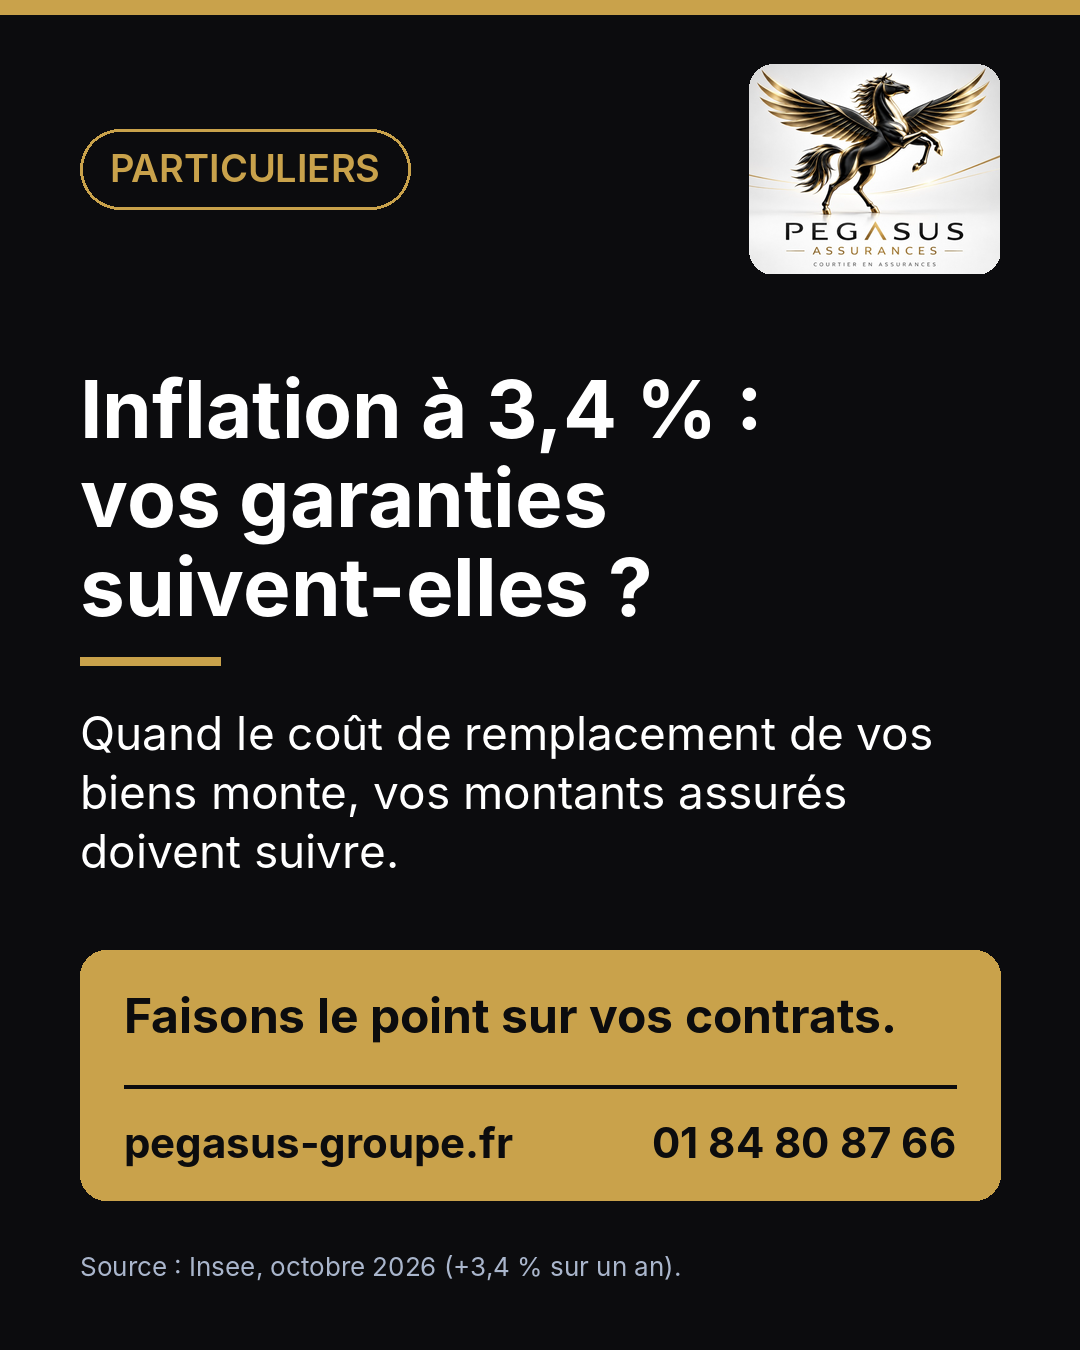 PARTICULIERS
PEGASUS
ASSURANCES
COURTIER EN ASSURANCES
Inflation à 3,4 % :
vos garanties
suivent-elles ?
Quand le coût de remplacement de vos
biens monte, vos montants assurés
doivent suivre.
Faisons le point sur vos contrats.
pegasus-groupe.fr 01 84 80 87 66
Source : Insee, octobre 2026 (+3,4 % sur un an).